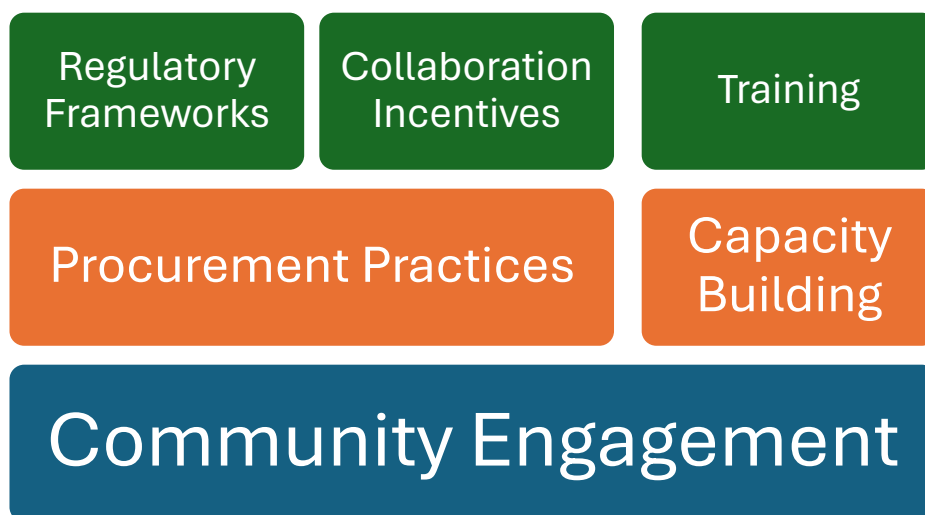 Regulatory
Frameworks
Collaboration
Incentives
Training
Procurement Practices
Capacity
Building
Community Engagement